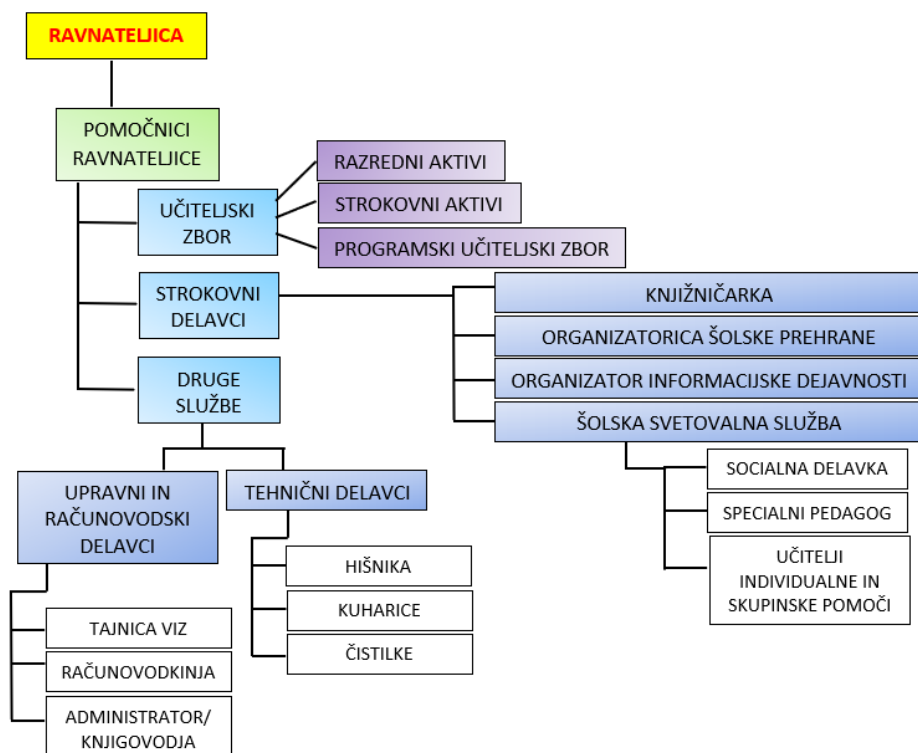 RAVNATELJICA
POMOČNICI
RAVNATELJICE
UČITELJSKI
ZBOR
RAZREDNI AKTIVI
STROKOVNI AKTIVI
PROGRAMSKI UČITELJSKI ZBOR
STROKOVNI
DELAVCI
KNJIŽNIČARKA
ORGANIZATORICA ŠOLSKE PREHRANE
ORGANIZATOR INFORMACIJSKE DEJAVNOSTI
ŠOLSKA SVETOVALNA SLUŽBA
SOCIALNA DELAVKA
SPECIALNI PEDAGOG
UČITELJI
INDIVIDUALNE IN
SKUPINSKE POMOČI
DRUGE
SLUŽBE
UPRAVNI IN
RAČUNOVODSKI
DELAVCI
TAJNICA VIZ
RAČUNOVODKINJA
ADMINISTRATOR/
KNJIGOVODJA
TEHNIČNI DELAVCI
HIŠNIKA
KUHARICE
ČISTILKE